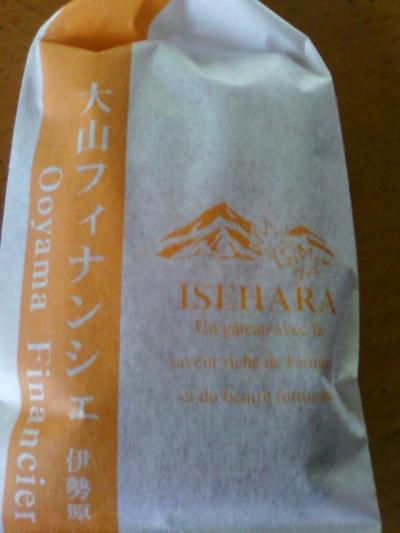 大山フィナンシェ 伊勢原
Ooyama Financier
ISEHARA
Un gâteau avec la
saveur riche de
et du beurre